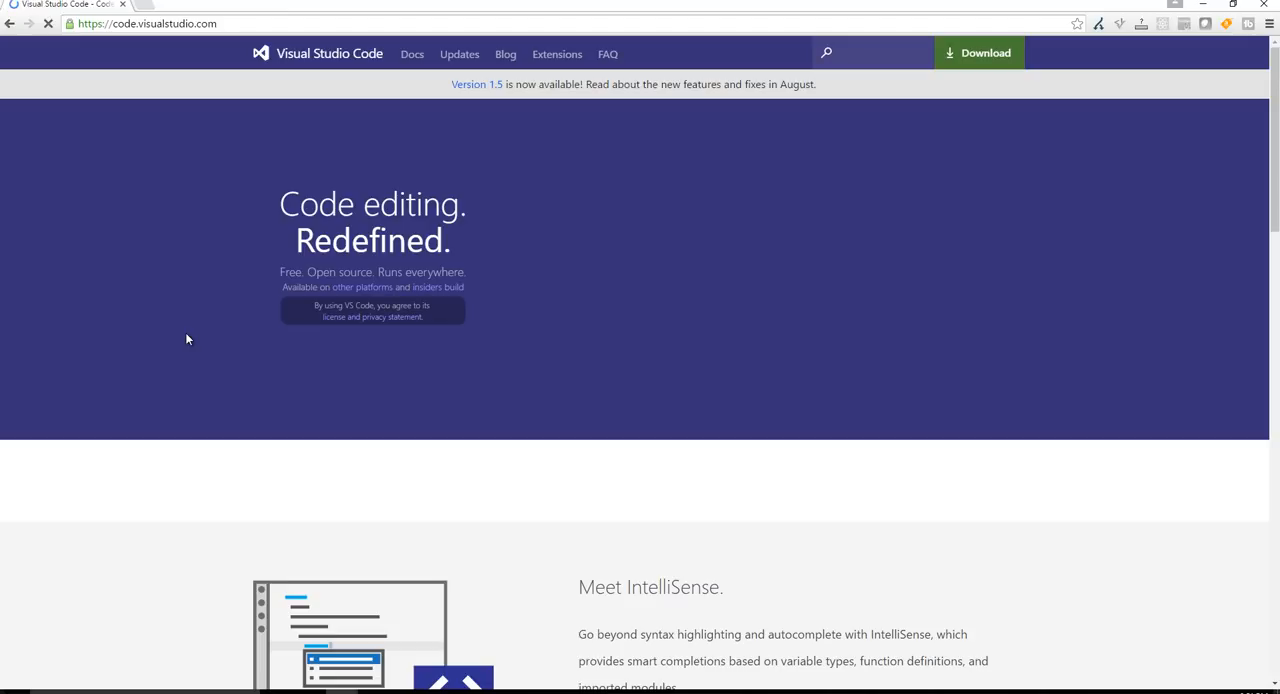 Visual Studio Code - Cod
https://code.visualstudio.com
Visual Studio Code Docs Updates Blog Extensions FAQ Download
Version 1.5 is now available! Read about the new features and fixes in August.
Code editing.
Redefined.
Free. Open source. Runs everywhere.
Available on other platforms and insiders build
By using VS Code, you agree to its
license and privacy statement.
Meet IntelliSense.
Go beyond syntax highlighting and autocomplete with IntelliSense, which
provides smart completions based on variable types, function definitions, and
imported modules.